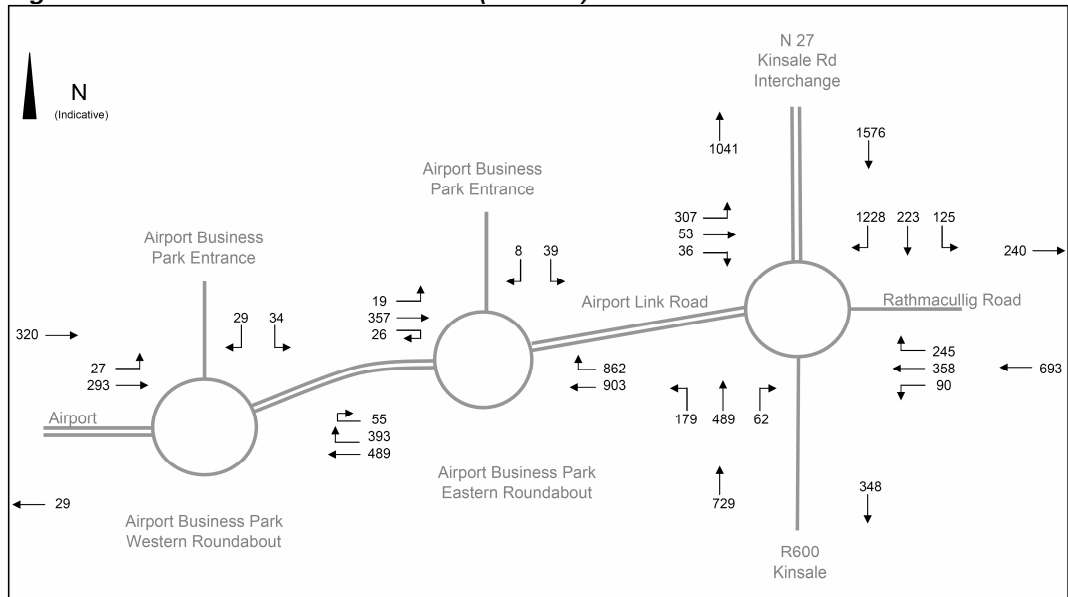 N 27
Kinsale Rd
Interchange
N
(Indicative)
1576
1041
Airport Business
Park Entrance
307
53
36
1228 223 125
240
Airport Business
Park Entrance
8 39
19
357
26
Airport Link Road
Rathmacullig Road
29 34
320
27
293
862
903
245
358
90
693
Airport
55
393
489
179 489 62
Airport Business Park
Eastern Roundabout
729
348
29
Airport Business Park
Western Roundabout
R600
Kinsale